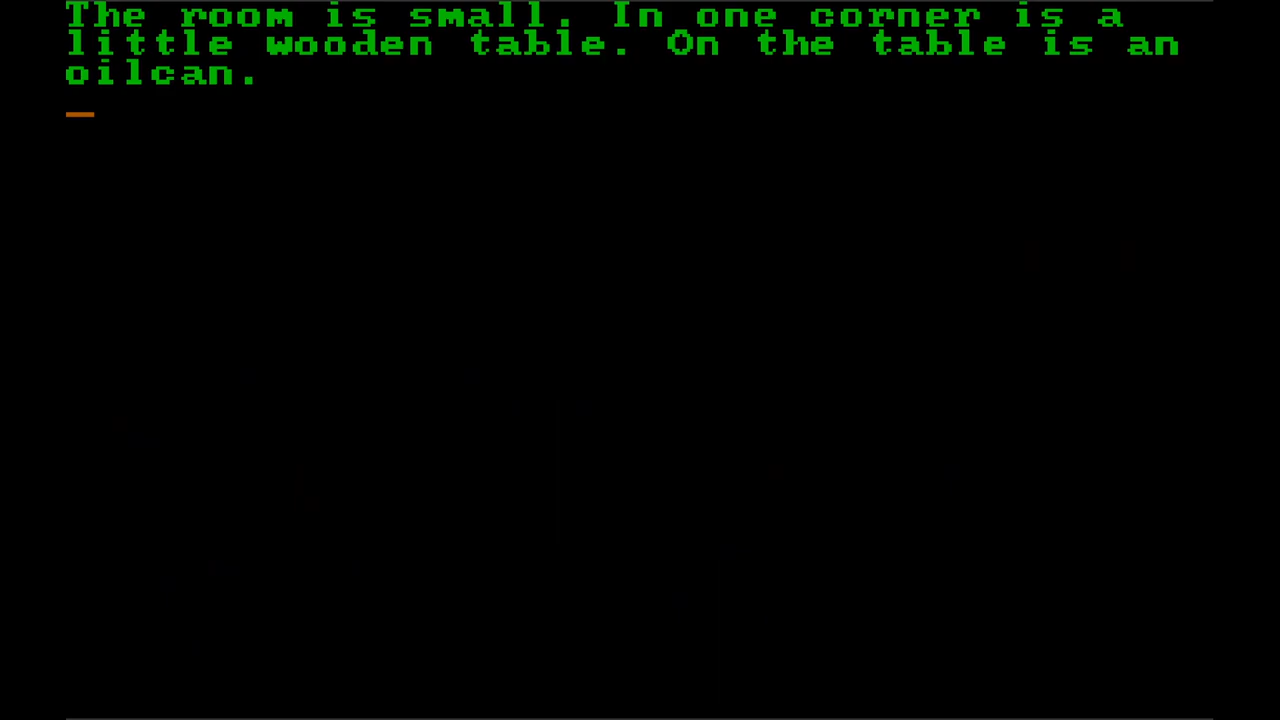 The room is small. In one corner is a
little wooden table. On the table is an
oilcan.